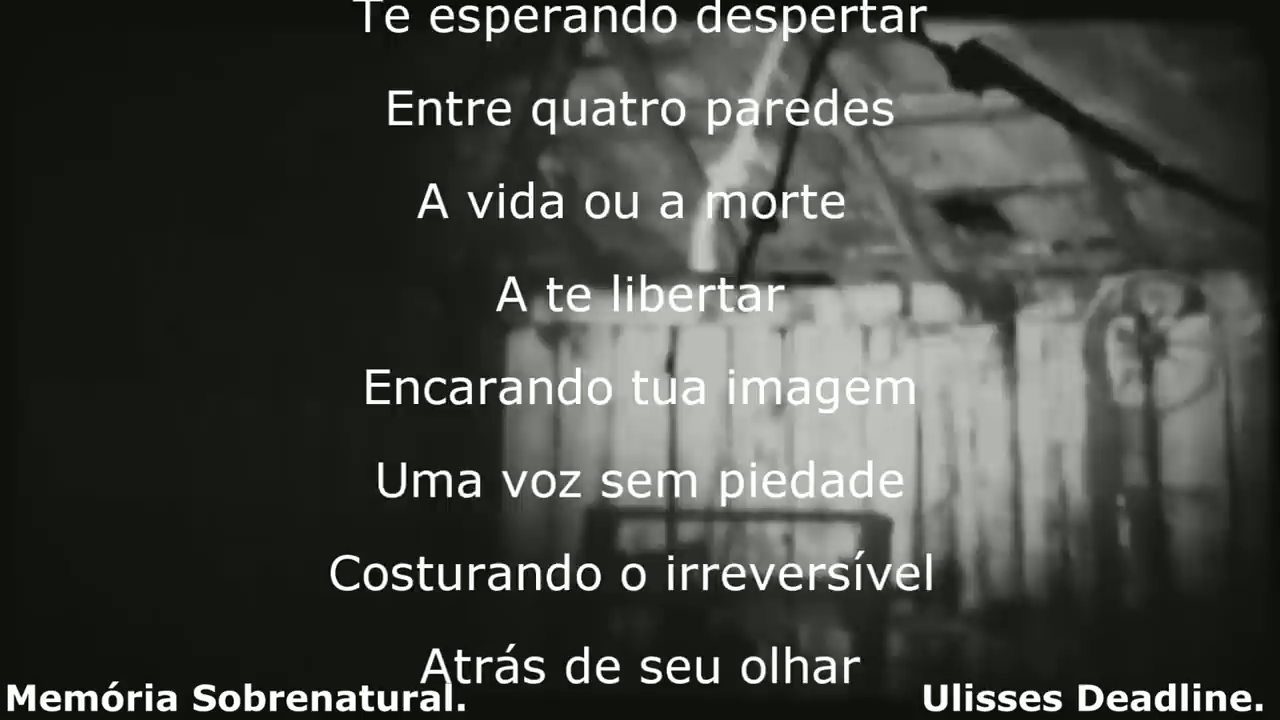 Te esperando despertar
Entre quatro paredes
A vida ou a morte
A te libertar
Encarando tua imagem
Uma voz sem piedade
Costurando o irreversível
Atrás de seu olhar
Memória Sobrenatural.
Ulisses Deadline.